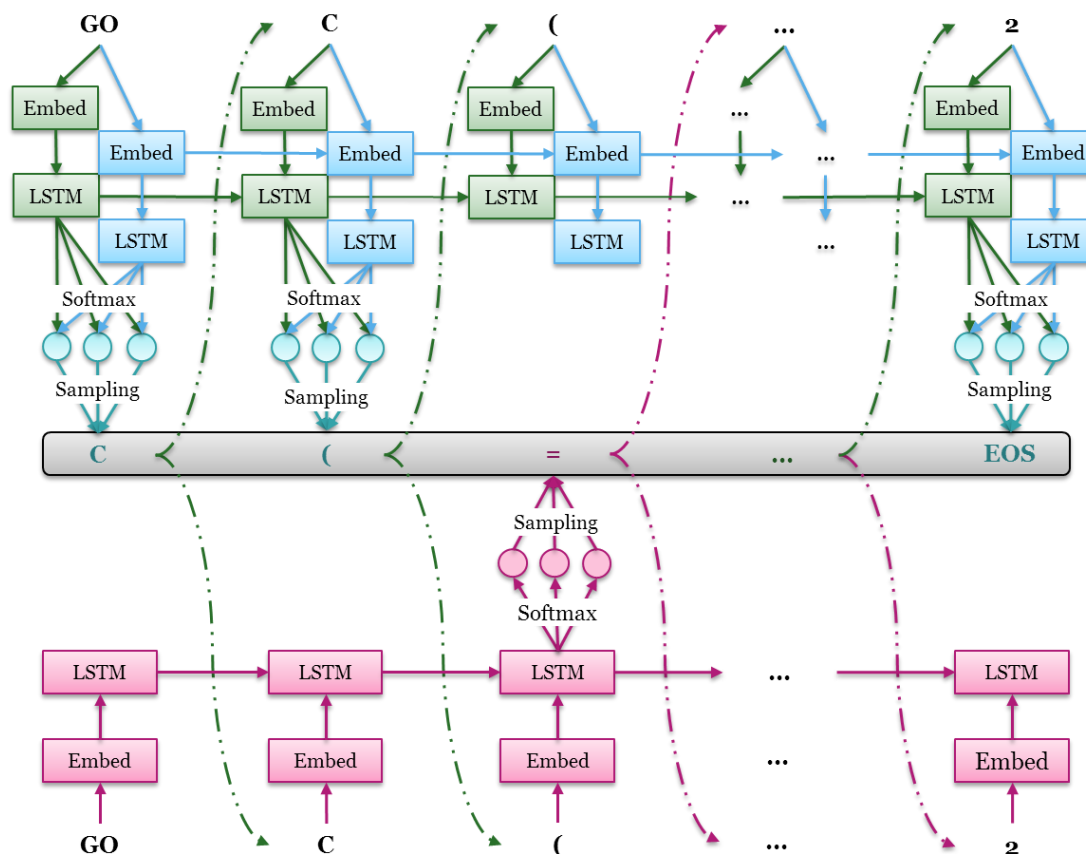 GO C ( ... 2
Embed Embed Embed ... Embed
Embed Embed Embed ... Embed
LSTM LSTM LSTM ... LSTM
LSTM LSTM LSTM ... LSTM
Softmax Softmax Softmax
Sampling Sampling Sampling
C ( = ... EOS
Sampling
Softmax
LSTM LSTM LSTM ... LSTM
Embed Embed Embed ... Embed
GO C ( ... 2